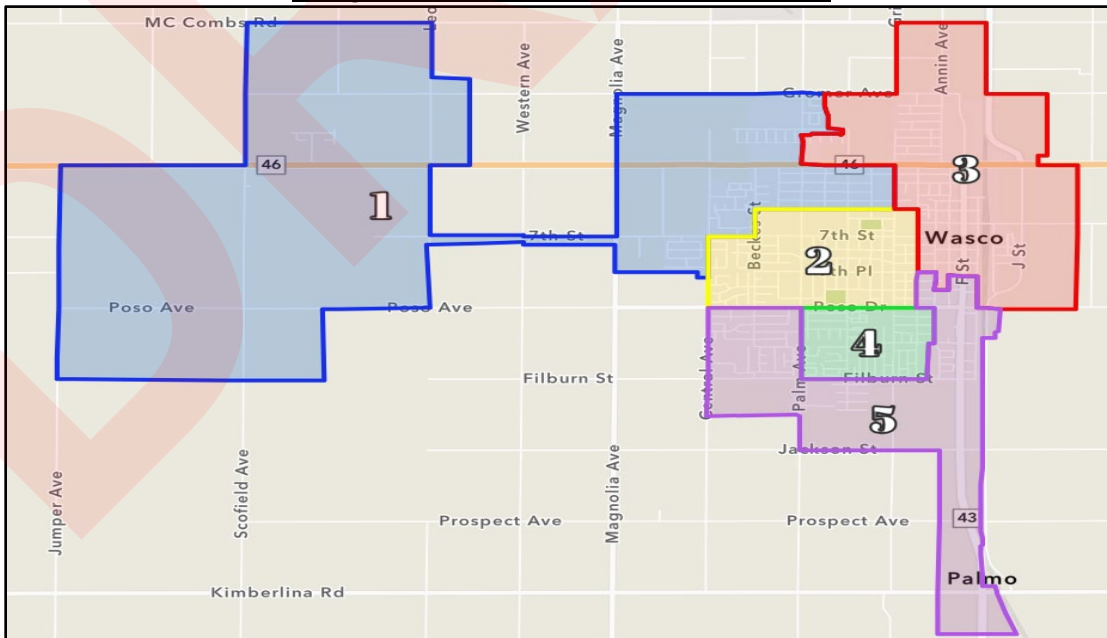 MC Combs Rd
Western Ave
Magnolia Ave
Annin Ave
Gromer Ave
46
46
1
3
7th St
Beckes St
7th St
2
Wasco
F St
J St
Poso Ave
Poso Ave
Poso Dr
4
Filburn St
Filburn St
Central Ave
Palm Ave
5
Jackson St
Jumper Ave
Scofield Ave
Magnolia Ave
Prospect Ave
Prospect Ave
43
Palmo
Kimberlina Rd